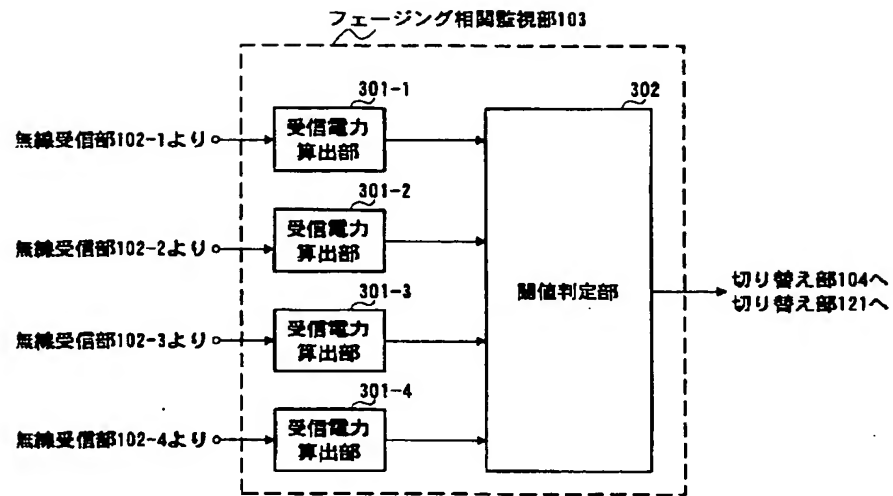 フェージング相関監視部103
301-1
302
無線受信部102-1より
受信電力
算出部
301-2
無線受信部102-2より
受信電力
算出部
閾値判定部
切り替え部104へ
切り替え部121へ
301-3
無線受信部102-3より
受信電力
算出部
301-4
無線受信部102-4より
受信電力
算出部